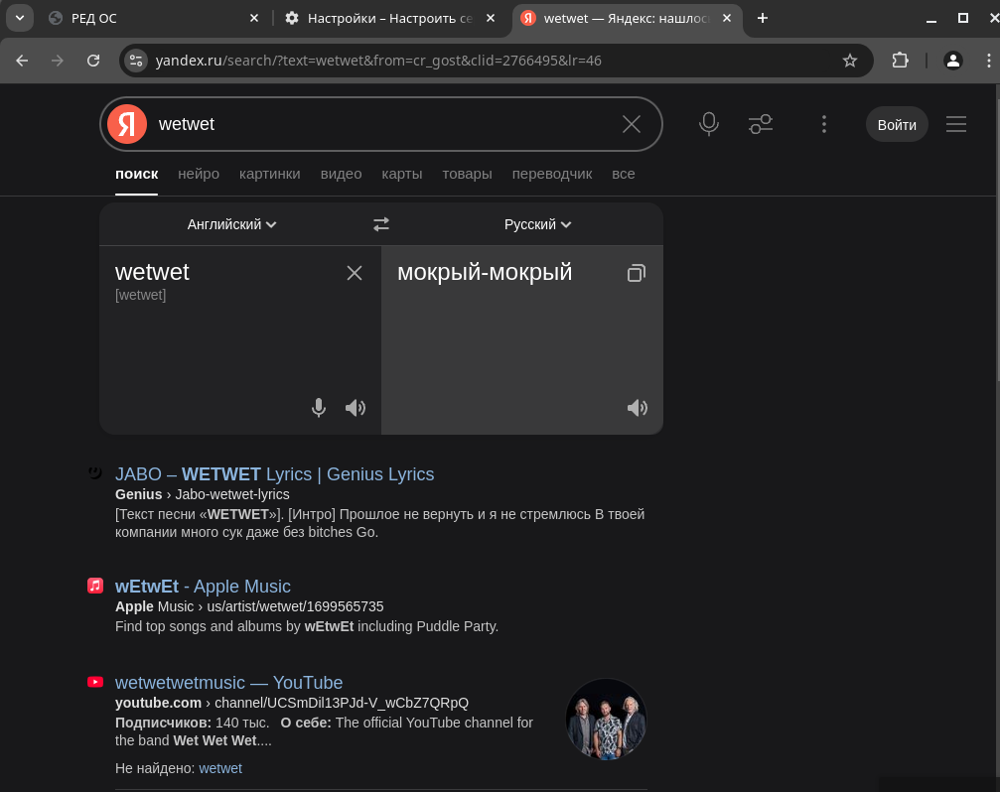 РЕД ОС
Настройки – Настроить се
wetwet — Яндекс: нашлос
yandex.ru/search/?text=wetwet&from=cr_gost&clid=2766495&lr=46
Я wetwet
Войти
поиск нейро картинки видео карты товары переводчик все
Английский Русский
wetwet
[wetwet]
мокрый-мокрый
JABO – WETWET Lyrics | Genius Lyrics
Genius › Jabo-wetwet-lyrics
[Текст песни «WETWET»]. [Интро] Прошлое не вернуть и я не стремлюсь В твоей
компании много сук даже без bitches Go.
wEtwEt - Apple Music
Apple Music › us/artist/wetwet/1699565735
Find top songs and albums by wEtwEt including Puddle Party.
wetwetwetmusic — YouTube
youtube.com › channel/UCSmDil13PJd-V_wCbZ7QRpQ
Подписчиков: 140 тыс. О себе: The official YouTube channel for
the band Wet Wet Wet....
Не найдено: wetwet